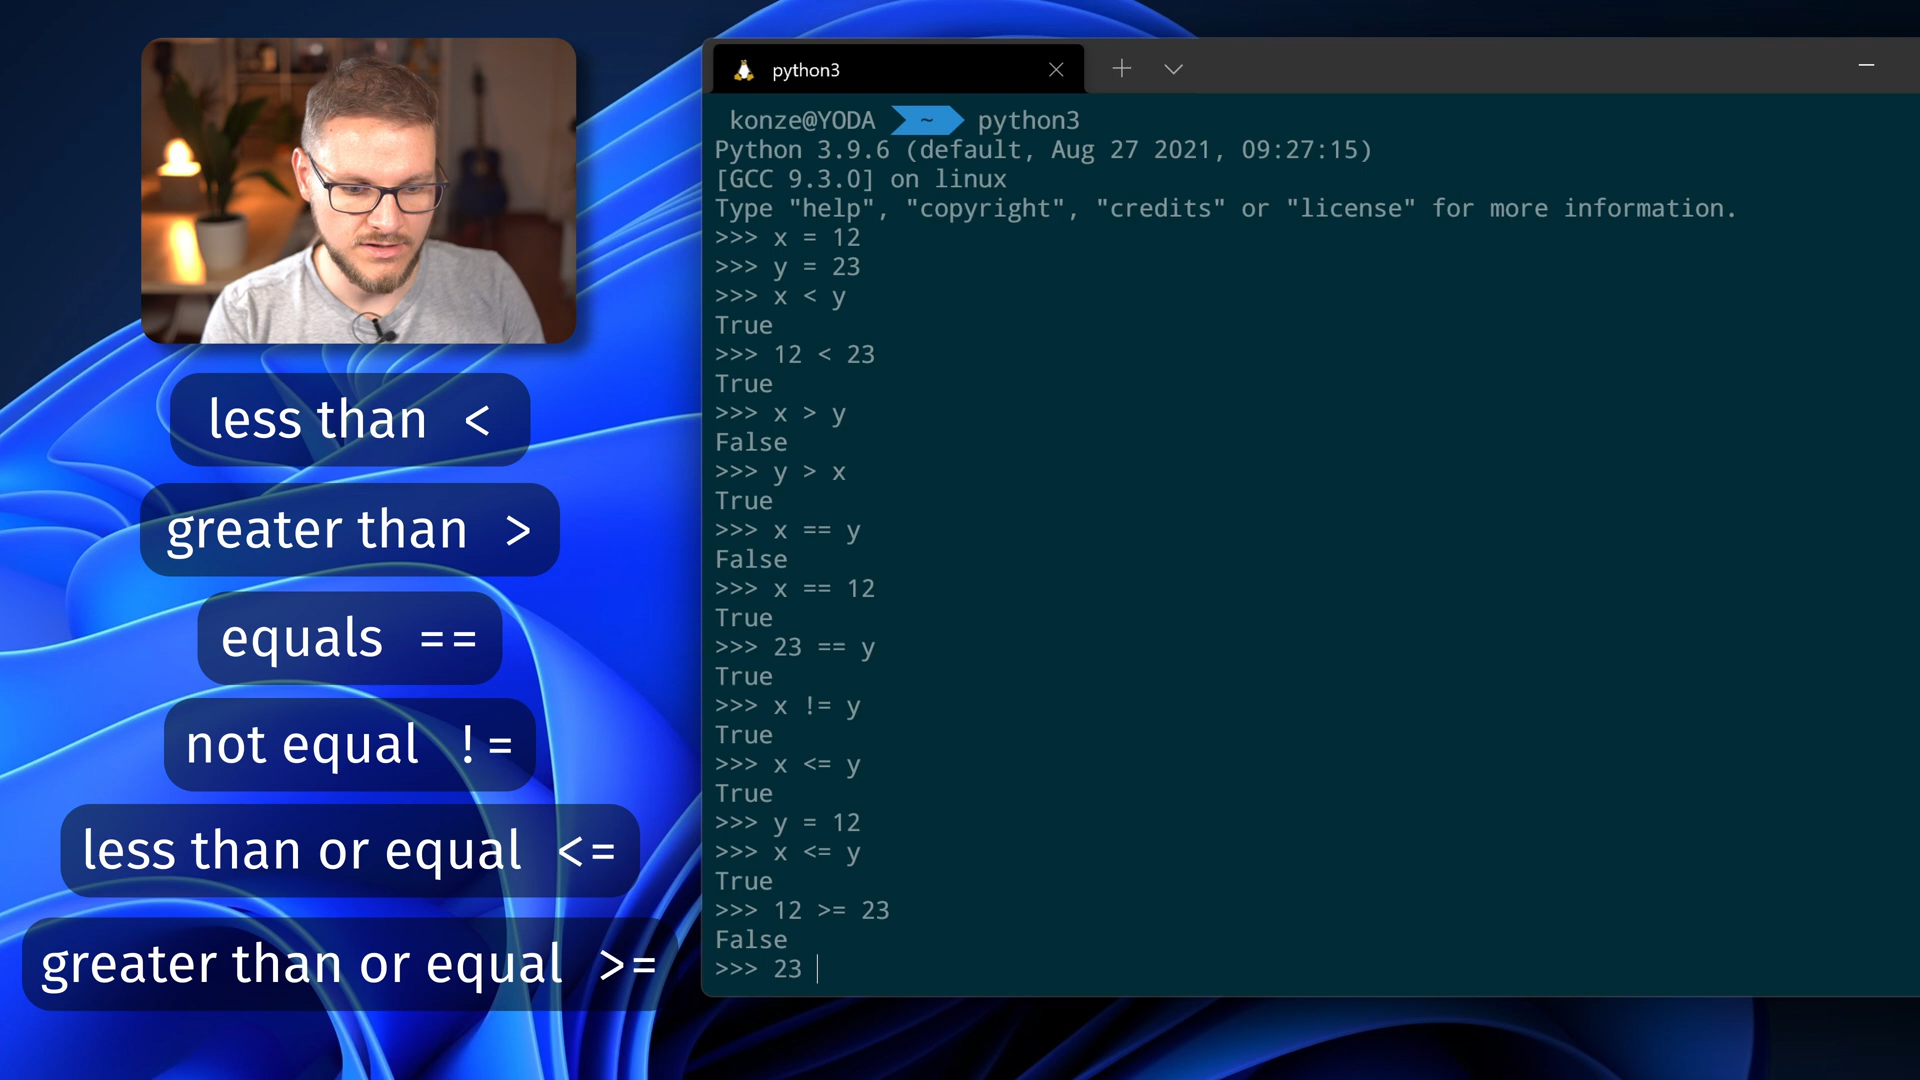 less than <
greater than >
equals ==
not equal !=
less than or equal <=
greater than or equal >=
python3
konze@YODA ~ python3
Python 3.9.6 (default, Aug 27 2021, 09:27:15)
[GCC 9.3.0] on linux
Type "help", "copyright", "credits" or "license" for more information.
>>> x = 12
>>> y = 23
>>> x < y
True
>>> 12 < 23
True
>>> x > y
False
>>> y > x
True
>>> x == y
False
>>> x == 12
True
>>> 23 == y
True
>>> x != y
True
>>> x <= y
True
>>> y = 12
>>> x <= y
True
>>> 12 >= 23
False
>>> 23